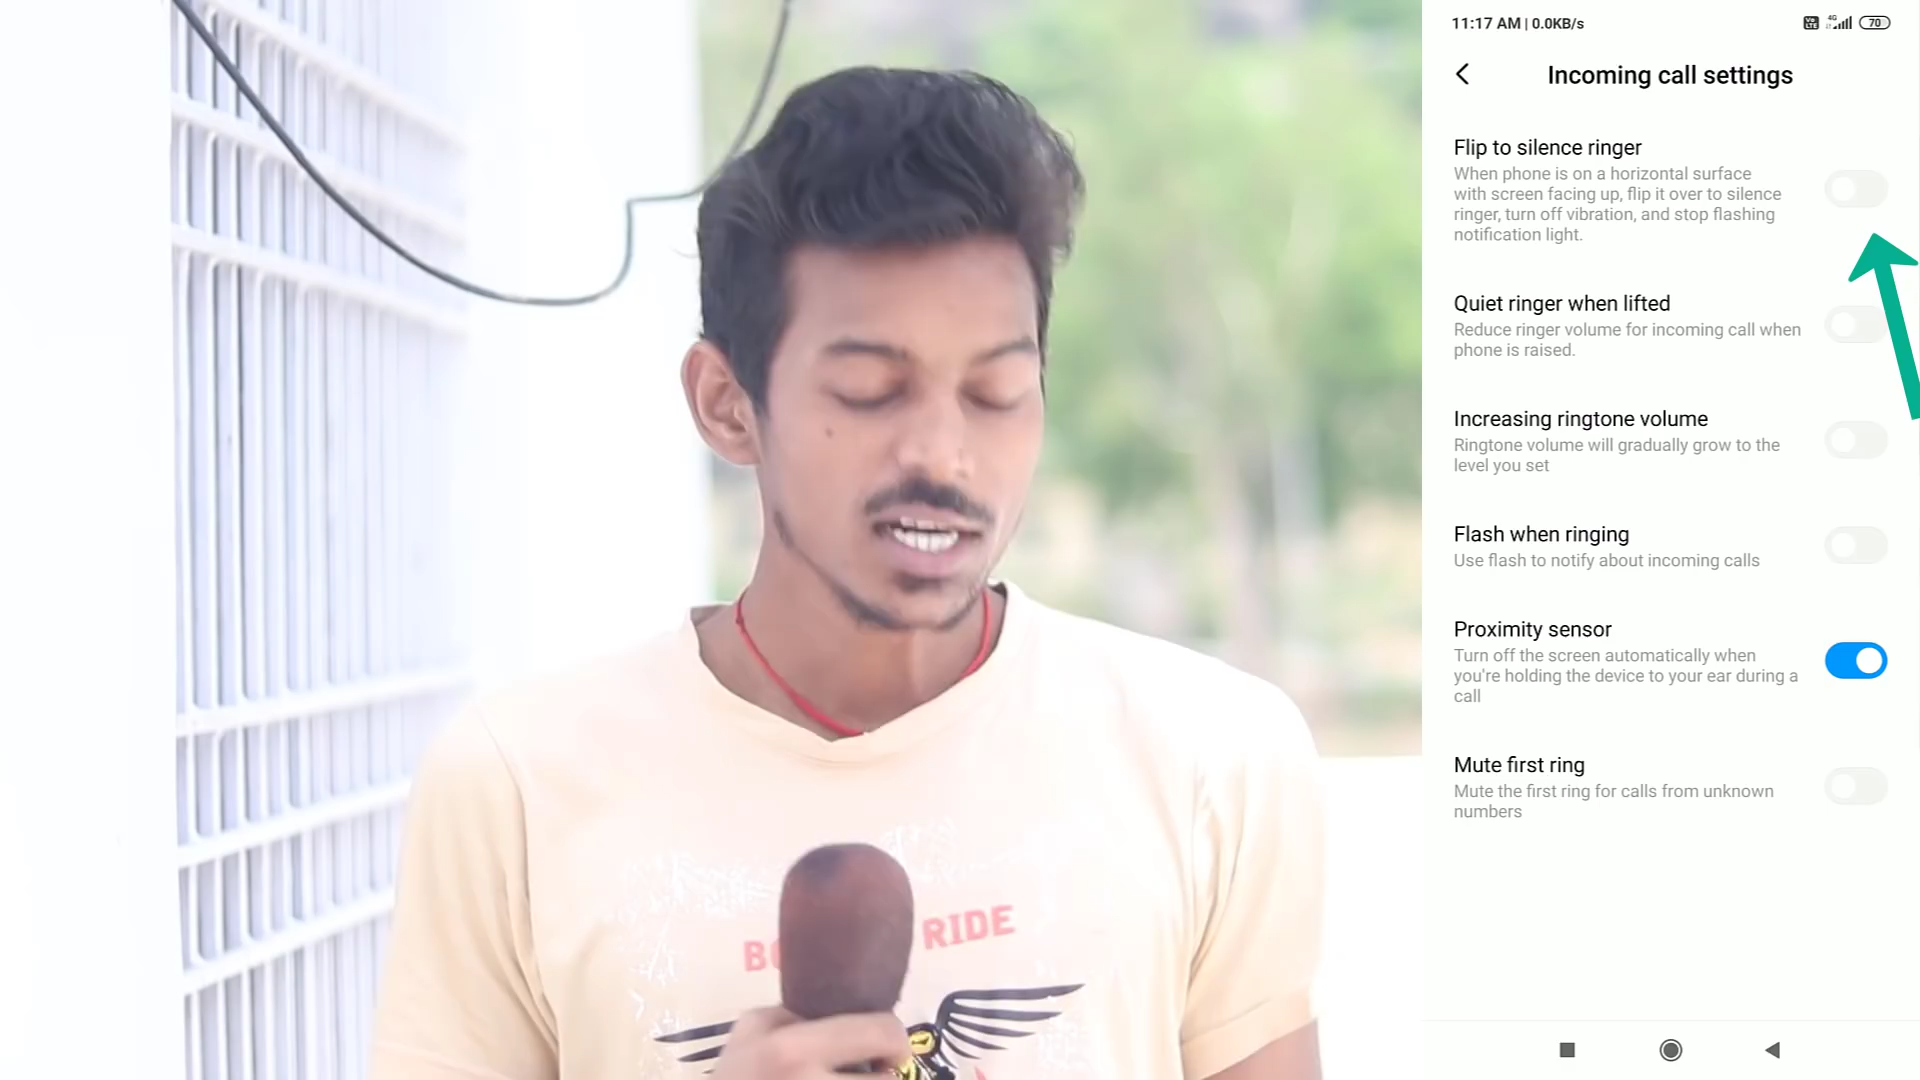 11:17 AM | 0.0KB/s
4G
70
Incoming call settings
Flip to silence ringer
When phone is on a horizontal surface
with screen facing up, flip it over to silence
ringer, turn off vibration, and stop flashing
notification light.
Quiet ringer when lifted
Reduce ringer volume for incoming call when
phone is raised.
Increasing ringtone volume
Ringtone volume will gradually grow to the
level you set
Flash when ringing
Use flash to notify about incoming calls
Proximity sensor
Turn off the screen automatically when
you're holding the device to your ear during a
call
Mute first ring
Mute the first ring for calls from unknown
numbers
RIDE